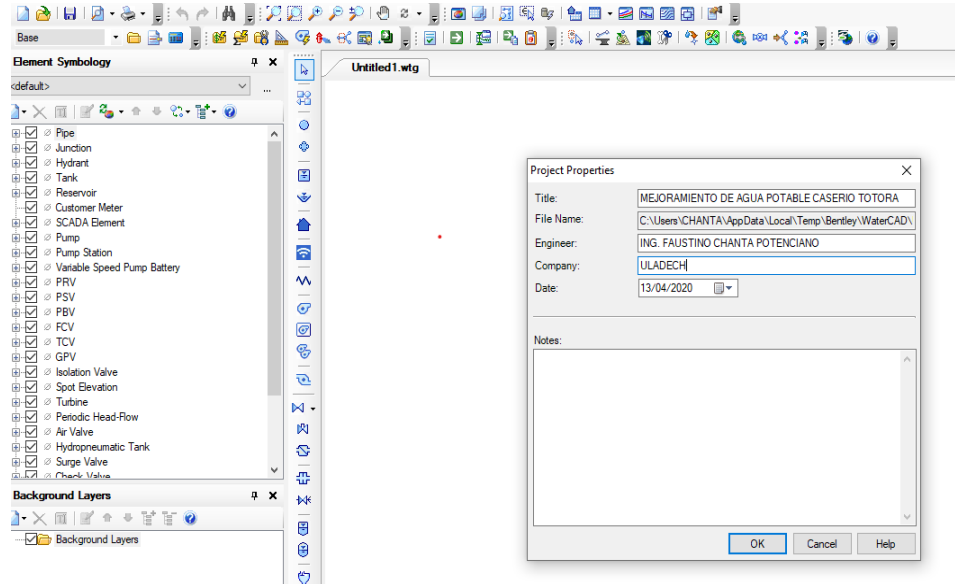 Base
Element Symbology
<default>
...
Pipe
Junction
Hydrant
Tank
Reservoir
Customer Meter
SCADA Element
Pump
Pump Station
Variable Speed Pump Battery
PRV
PSV
PBV
FCV
TCV
GPV
Isolation Valve
Spot Elevation
Turbine
Periodic Head-Flow
Air Valve
Hydropneumatic Tank
Surge Valve
Check Valve
Background Layers
Background Layers
Untitled1.wtg
Project Properties
Title: MEJORAMIENTO DE AGUA POTABLE CASERIO TOTORA
File Name: C:\Users\CHANTA\AppData\Local\Temp\Bentley\WaterCAD\
Engineer: ING. FAUSTINO CHANTA POTENCIANO
Company: ULADECH
Date: 13/04/2020
Notes:
OK Cancel Help